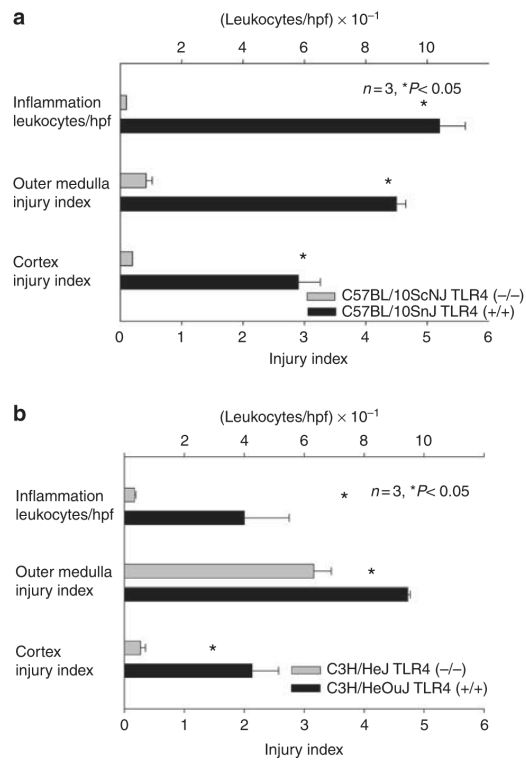 a
(Leukocytes/hpf) × 10⁻¹
2 4 6 8 10
n = 3, *P < 0.05
Inflammation
leukocytes/hpf
*
Outer medulla
injury index
*
Cortex
injury index
*
C57BL/10ScNJ TLR4 (−/−)
C57BL/10SnJ TLR4 (+/+)
0 1 2 3 4 5 6
Injury index
b
(Leukocytes/hpf) × 10⁻¹
2 4 6 8 10
Inflammation
leukocytes/hpf
* n = 3, *P < 0.05
Outer medulla
injury index
*
Cortex
injury index
*
C3H/HeJ TLR4 (−/−)
C3H/HeOuJ TLR4 (+/+)
0 1 2 3 4 5 6
Injury index